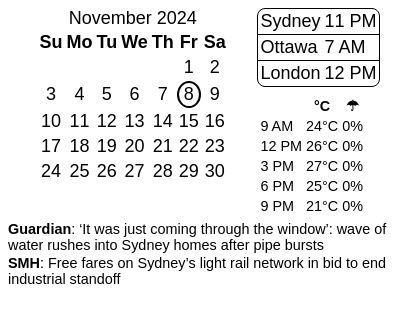 November 2024
Su Mo Tu We Th Fr Sa
1 2
3 4 5 6 7 8 9
10 11 12 13 14 15 16
17 18 19 20 21 22 23
24 25 26 27 28 29 30
Sydney 11 PM
Ottawa 7 AM
London 12 PM
°C ☂
9 AM 24°C 0%
12 PM 26°C 0%
3 PM 27°C 0%
6 PM 25°C 0%
9 PM 21°C 0%
Guardian: ‘It was just coming through the window’: wave of
water rushes into Sydney homes after pipe bursts
SMH: Free fares on Sydney’s light rail network in bid to end
industrial standoff